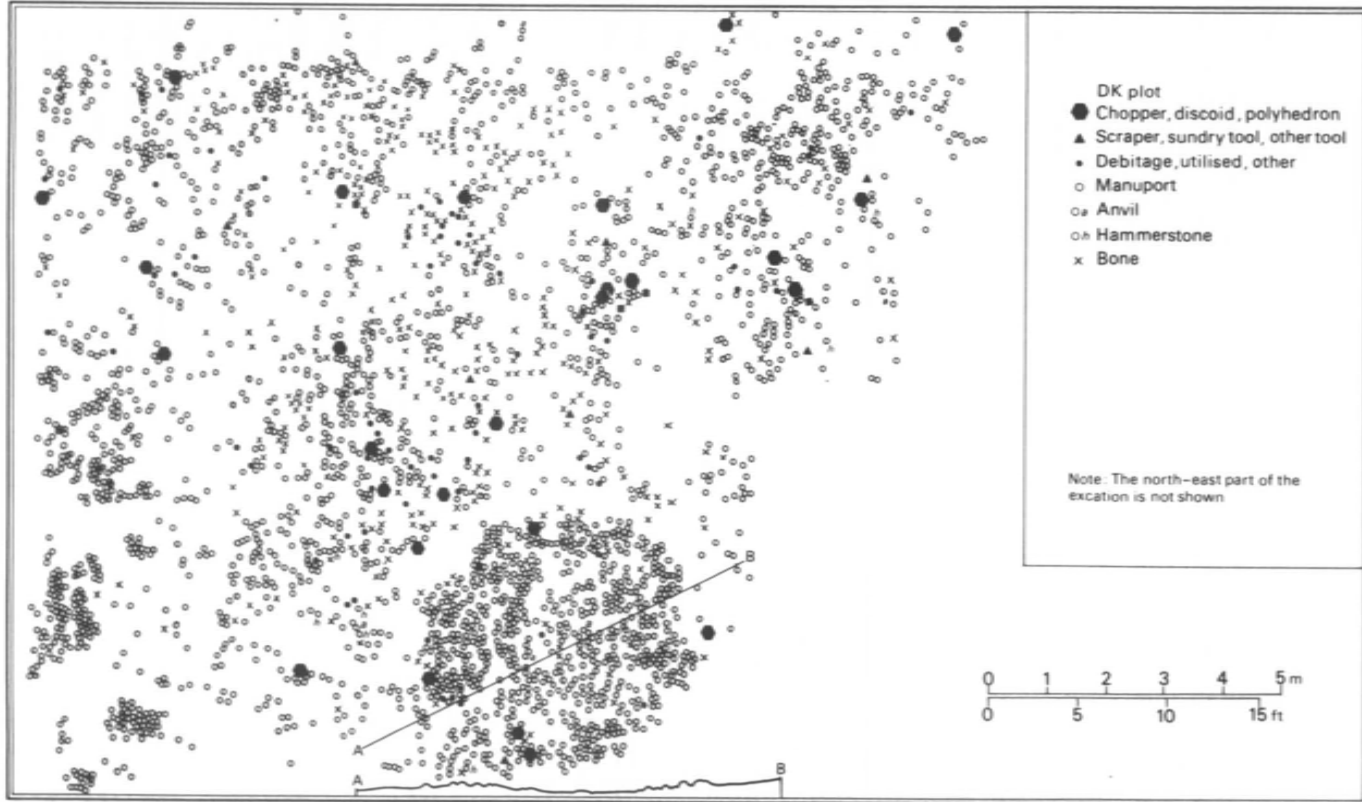 DK plot
Chopper, discoid, polyhedron
Scraper, sundry tool, other tool
Debitage, utilised, other
Manuport
a Anvil
h Hammerstone
Bone
Note: The north-east part of the
excation is not shown
B
0 1 2 3 4 5 m
0 5 10 15 ft
A
A B